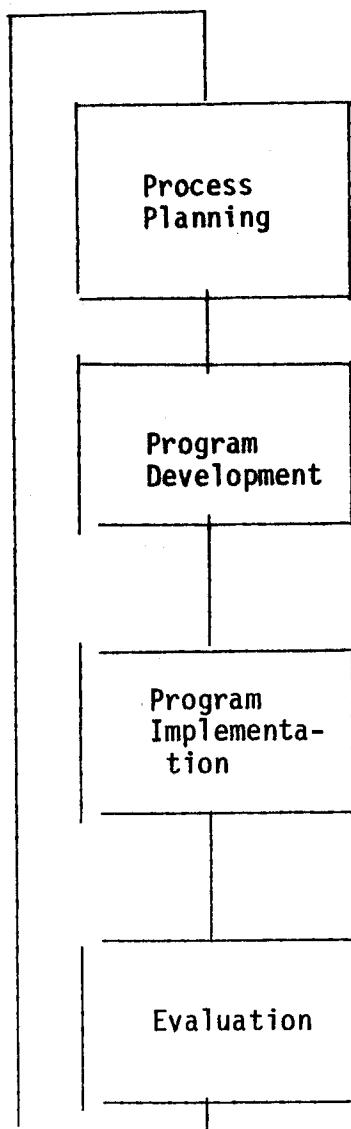 Process
Planning
Program
Development
Program
Implementa-
tion
Evaluation